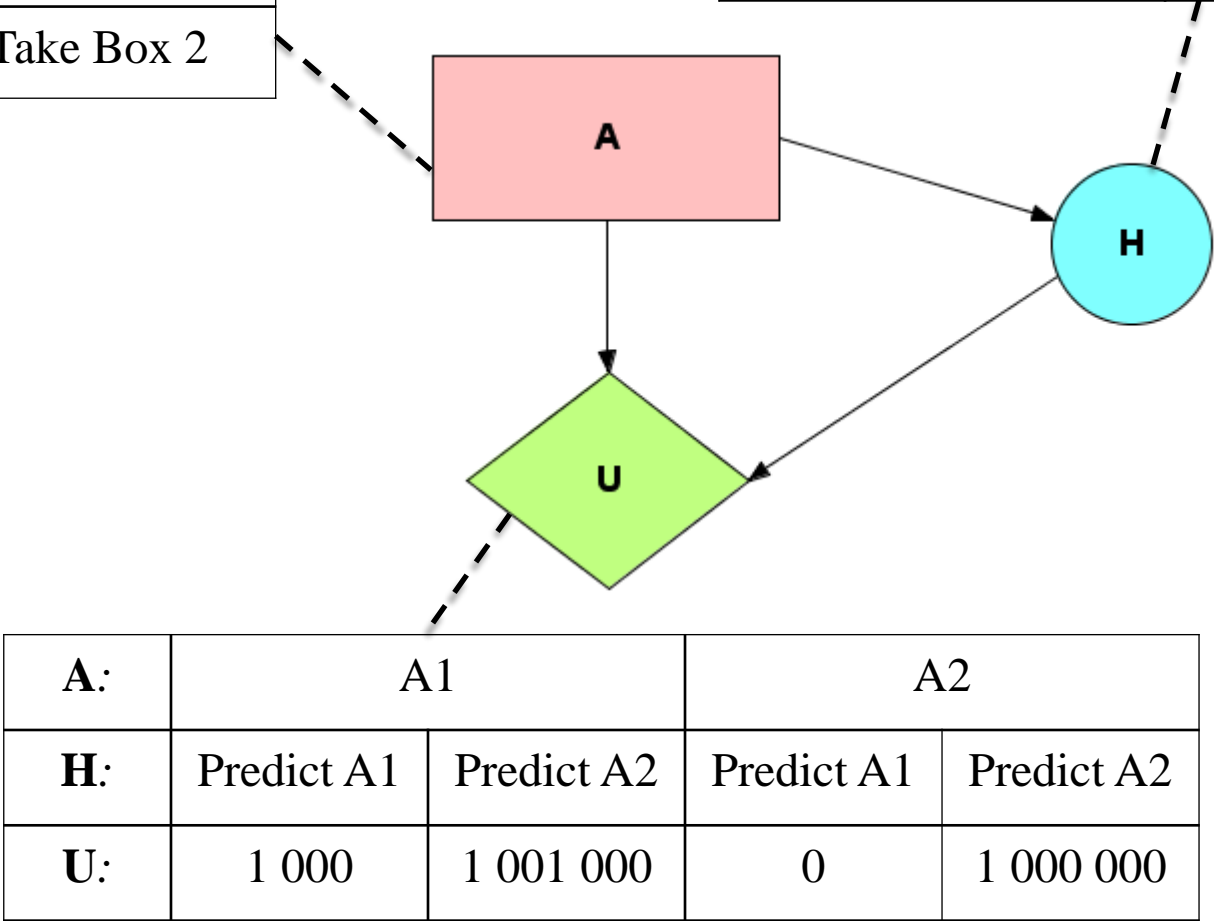 Take Box 2
A
H
U
A: A1 A2
H: Predict A1 Predict A2 Predict A1 Predict A2
U: 1 000 1 001 000 0 1 000 000